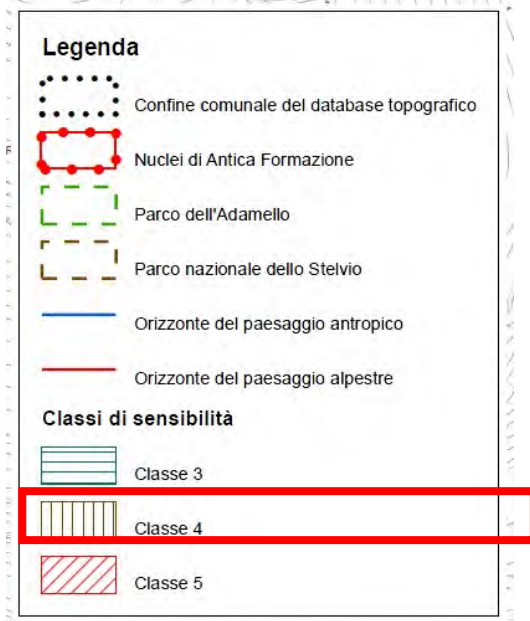 Legenda
Confine comunale del database topografico
Nuclei di Antica Formazione
Parco dell'Adamello
Parco nazionale dello Stelvio
Orizzonte del paesaggio antropico
Orizzonte del paesaggio alpestre
Classi di sensibilità
Classe 3
Classe 4
Classe 5